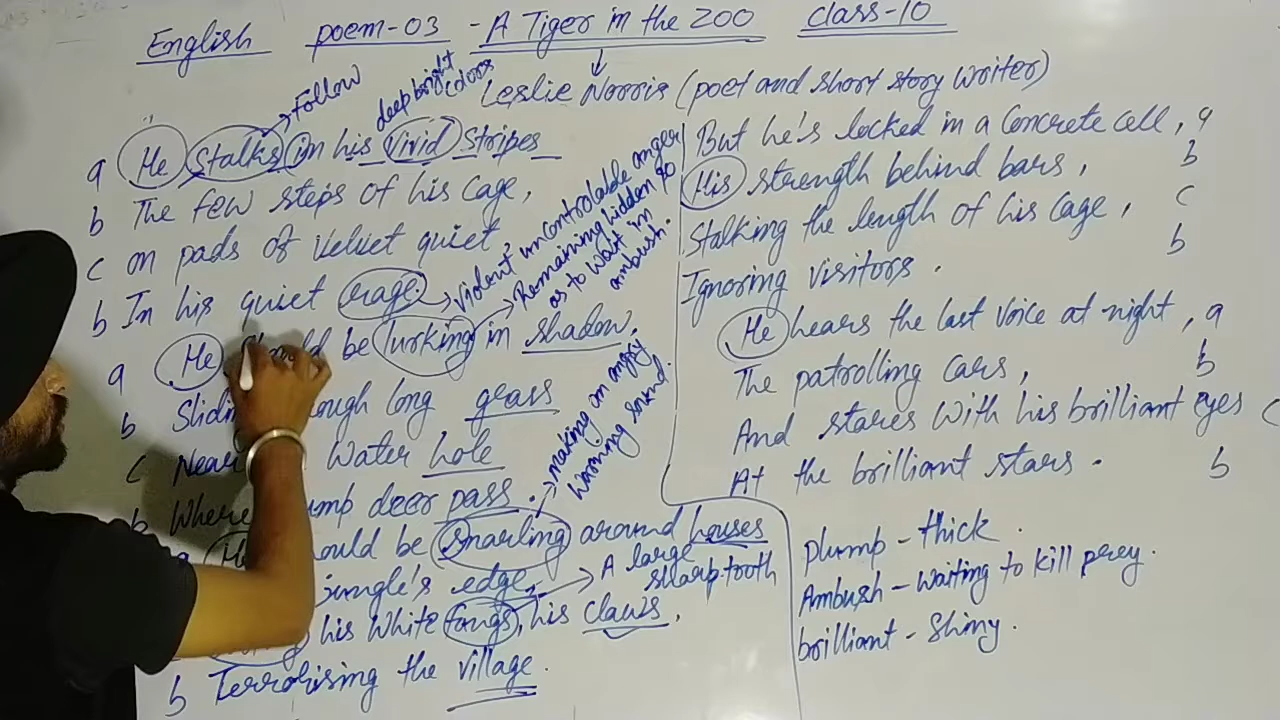 English poem-03 - A Tiger in the Zoo class-10
Leslie Norris (poet and short story writer)
Follow
deep bright colors
a He Stalks in his Vivid Stripes
b The few steps of his cage,
c on pads of Velvet quiet,
b In his quiet rage
Violent uncontrolable anger
Remaining hidden so
as to wait in
ambush.
a He should be lurking in shadow,
b long grass
c Near Water hole
b Where deer pass.
making an angry
warning sound.
a be Snarling around houses
jungle's edge,
A large
sharp tooth
his White fangs, his claws,
b Terrorising the village.
But he's locked in a Concrete cell, a
His strength behind bars, b
Stalking the length of his cage, c
Ignoring visitors. b
He hears the last voice at night, a
The patrolling cars, b
And stares with his brilliant eyes c
At the brilliant stars. b
plump - thick.
Ambush - Waiting to kill prey.
brilliant - Shiny.